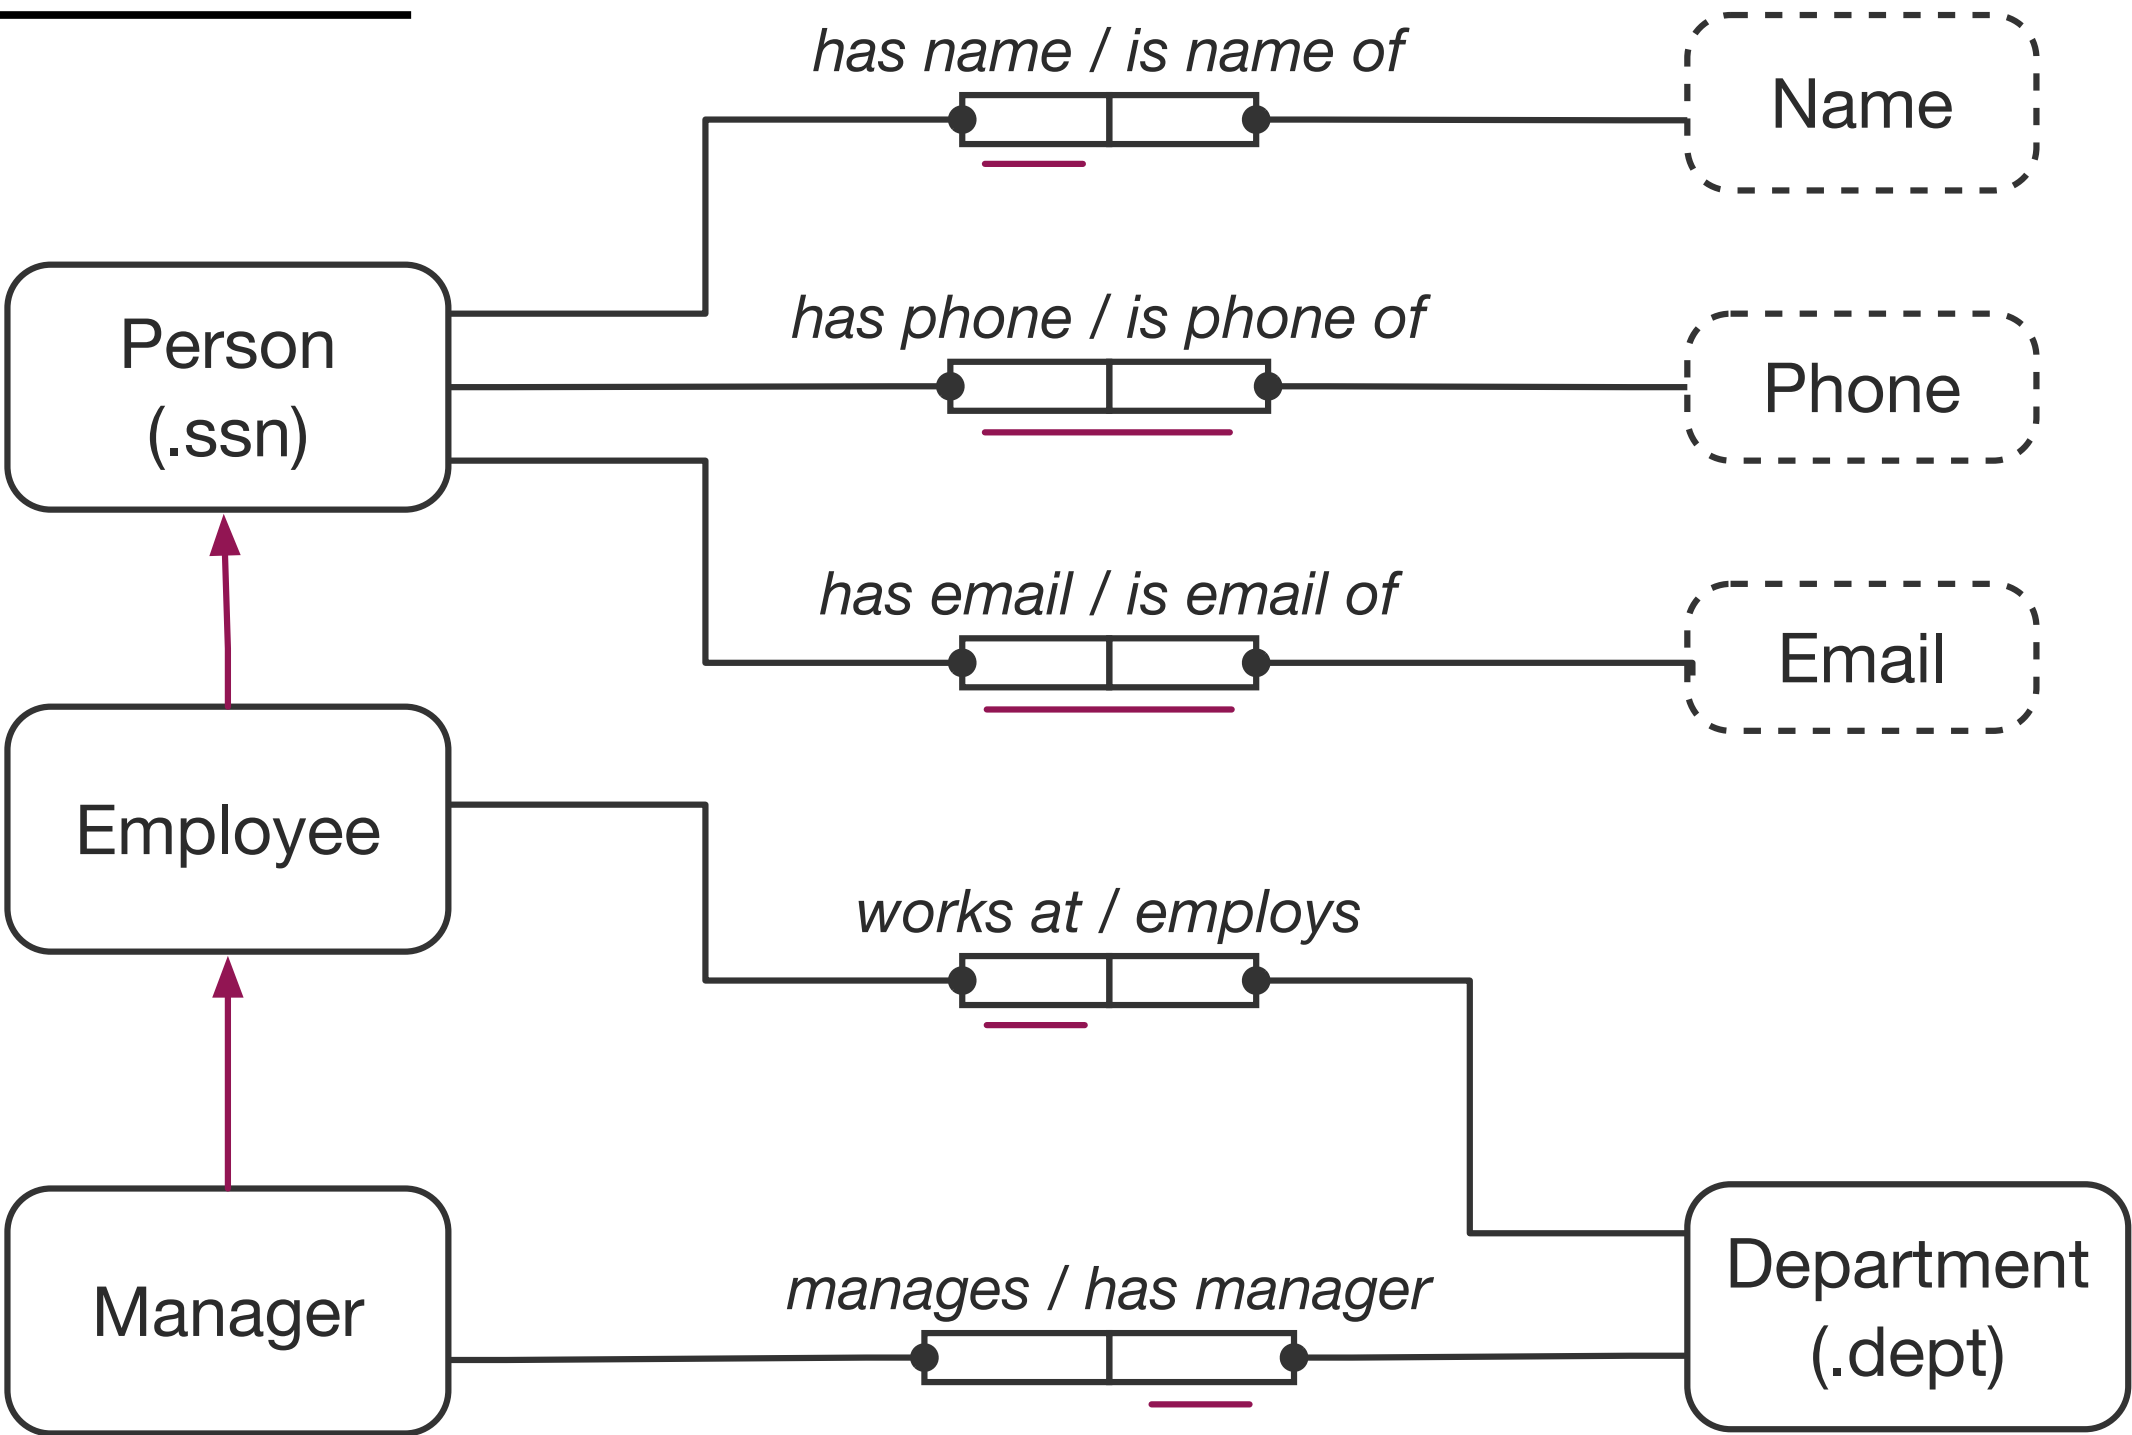 has name / is name of
Name
Person
(.ssn)
has phone / is phone of
Phone
has email / is email of
Email
Employee
works at / employs
Manager
manages / has manager
Department
(.dept)